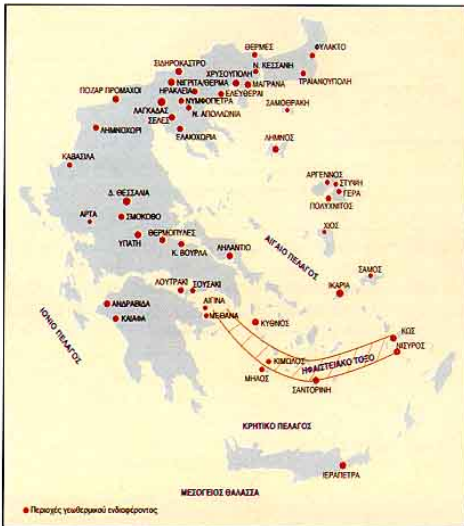 ΘΕΡΜΕΣ
ΦΥΛΑΚΤΟ
ΣΙΔΗΡΟΚΑΣΤΡΟ
Ν. ΚΕΣΣΑΝΗ
ΧΡΥΣΟΥΠΟΛΗ
ΝΙΓΡΙΤΑ/ΘΕΡΜΑ
ΜΑΓΡΑΝΑ
ΤΡΑΙΑΝΟΥΠΟΛΗ
ΠΟΖΑΡ ΠΡΟΜΑΧΟΙ
ΗΡΑΚΛΕΙΑ
ΕΛΕΥΘΕΡΑΙ
ΝΥΜΦΟΠΕΤΡΑ
ΣΑΜΟΘΡΑΚΗ
ΛΑΓΚΑΔΑΣ
Ν. ΑΠΟΛΛΩΝΙΑ
ΣΕΛΕΣ
ΛΗΜΝΟΧΩΡΙ
ΕΛΑΙΟΧΩΡΙΑ
ΛΗΜΝΟΣ
ΚΑΒΑΣΙΛΑ
ΑΡΓΕΝΝΟΣ
ΣΤΥΨΗ
ΓΕΡΑ
ΠΟΛΥΧΝΙΤΟΣ
Δ. ΘΕΣΣΑΛΙΑ
ΑΡΤΑ
ΣΜΟΚΟΒΟ
ΧΙΟΣ
ΘΕΡΜΟΠΥΛΕΣ
ΥΠΑΤΗ
Κ. ΒΟΥΡΛΑ
ΛΗΛΑΝΤΙΟ
ΑΙΓΑΙΟ ΠΕΛΑΓΟΣ
ΣΑΜΟΣ
ΙΚΑΡΙΑ
ΛΟΥΤΡΑΚΙ
ΣΟΥΣΑΚΙ
ΑΝΔΡΑΒΙΔΑ
ΑΙΓΙΝΑ
ΜΕΘΑΝΑ
ΚΑΙΑΦΑ
ΚΥΘΝΟΣ
ΙΟΝΙΟ ΠΕΛΑΓΟΣ
ΚΩΣ
ΝΙΣΥΡΟΣ
ΗΦΑΙΣΤΕΙΑΚΟ ΤΟΞΟ
ΚΙΜΩΛΟΣ
ΜΗΛΟΣ
ΣΑΝΤΟΡΙΝΗ
ΚΡΗΤΙΚΟ ΠΕΛΑΓΟΣ
ΙΕΡΑΠΕΤΡΑ
ΜΕΣΟΓΕΙΟΣ ΘΑΛΑΣΣΑ
Περιοχές γεωθερμικού ενδιαφέροντος